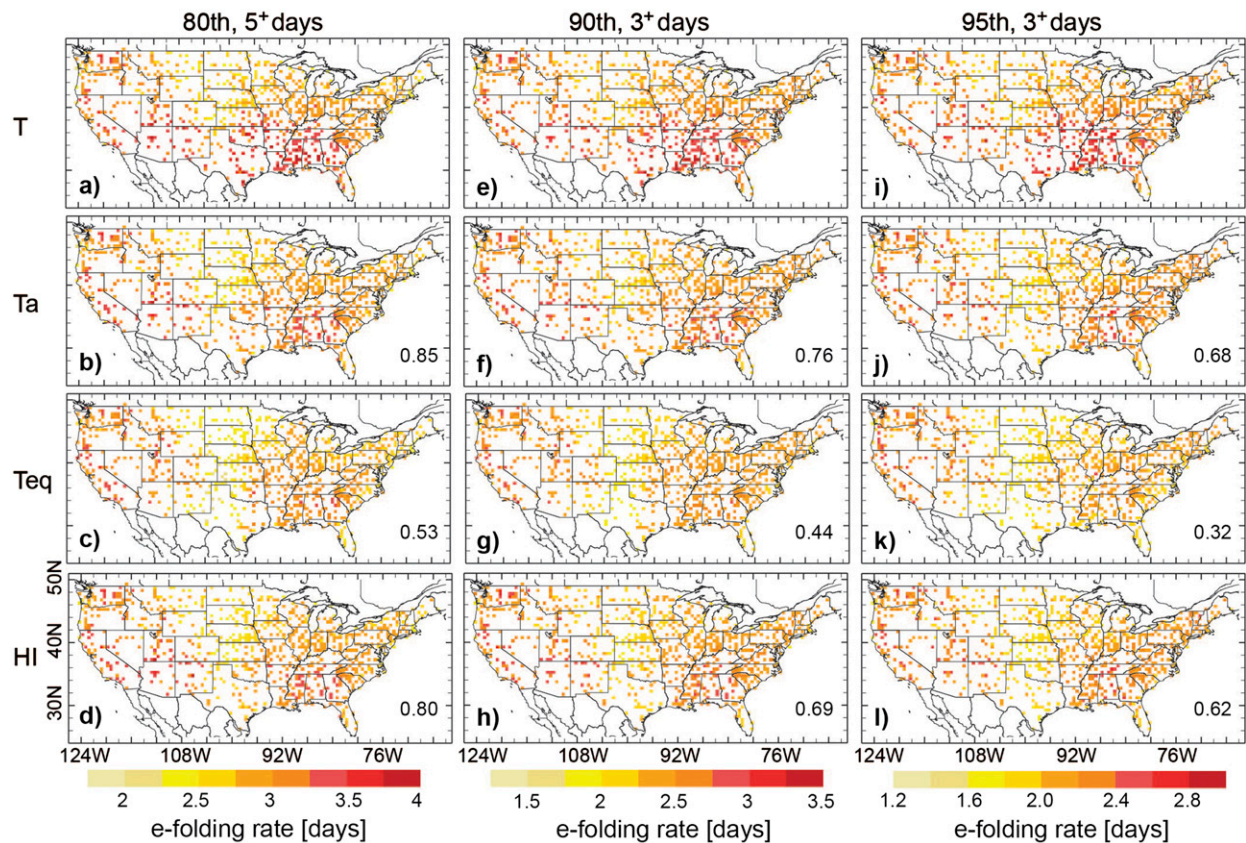 80th, 5+ days 90th, 3+ days 95th, 3+ days
T
a) e) i)
Ta
b) 0.85 f) 0.76 j) 0.68
Teq
c) 0.53 g) 0.44 k) 0.32
HI
50N
40N
30N
d) 0.80 h) 0.69 l) 0.62
124W 108W 92W 76W 124W 108W 92W 76W 124W 108W 92W 76W
2 2.5 3 3.5 4 1.5 2 2.5 3 3.5 1.2 1.6 2.0 2.4 2.8
e-folding rate [days] e-folding rate [days] e-folding rate [days]